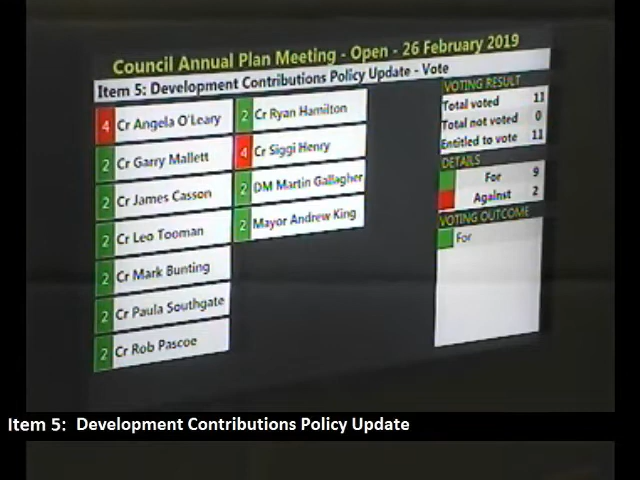 Council Annual Plan Meeting - Open - 26 February 2019
Item 5: Development Contributions Policy Update - Vote
4 Cr Angela O'Leary
2 Cr Garry Mallett
2 Cr James Casson
2 Cr Leo Tooman
2 Cr Mark Bunting
2 Cr Paula Southgate
2 Cr Rob Pascoe
2 Cr Ryan Hamilton
4 Cr Siggi Henry
2 DM Martin Gallagher
2 Mayor Andrew King
VOTING RESULT
Total voted 11
Total not voted 0
Entitled to vote 11
DETAILS
For 9
Against 2
VOTING OUTCOME
For
Item 5: Development Contributions Policy Update